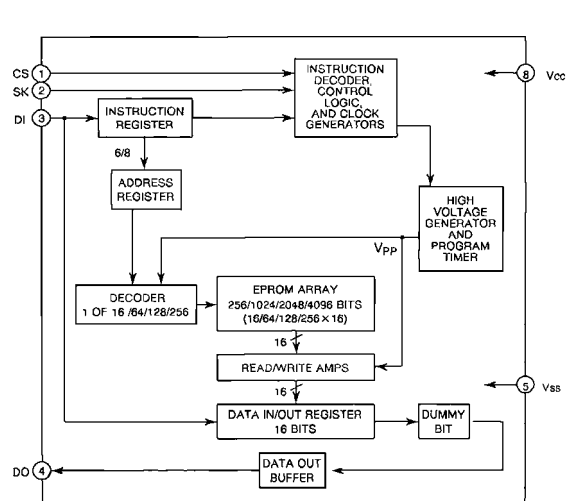 CS 1
SK 2
DI 3
INSTRUCTION
REGISTER
INSTRUCTION
DECODER,
CONTROL
LOGIC,
AND CLOCK
GENERATORS
8 Vcc
6/8
ADDRESS
REGISTER
HIGH
VOLTAGE
GENERATOR
AND
PROGRAM
TIMER
VPP
DECODER
1 OF 16 /64/128/256
EPROM ARRAY
256/1024/2048/4096 BITS
(16/64/128/256 × 16)
16
READ/WRITE AMPS
16
5 Vss
DATA IN/OUT REGISTER
16 BITS
DUMMY
BIT
DO 4
DATA OUT
BUFFER